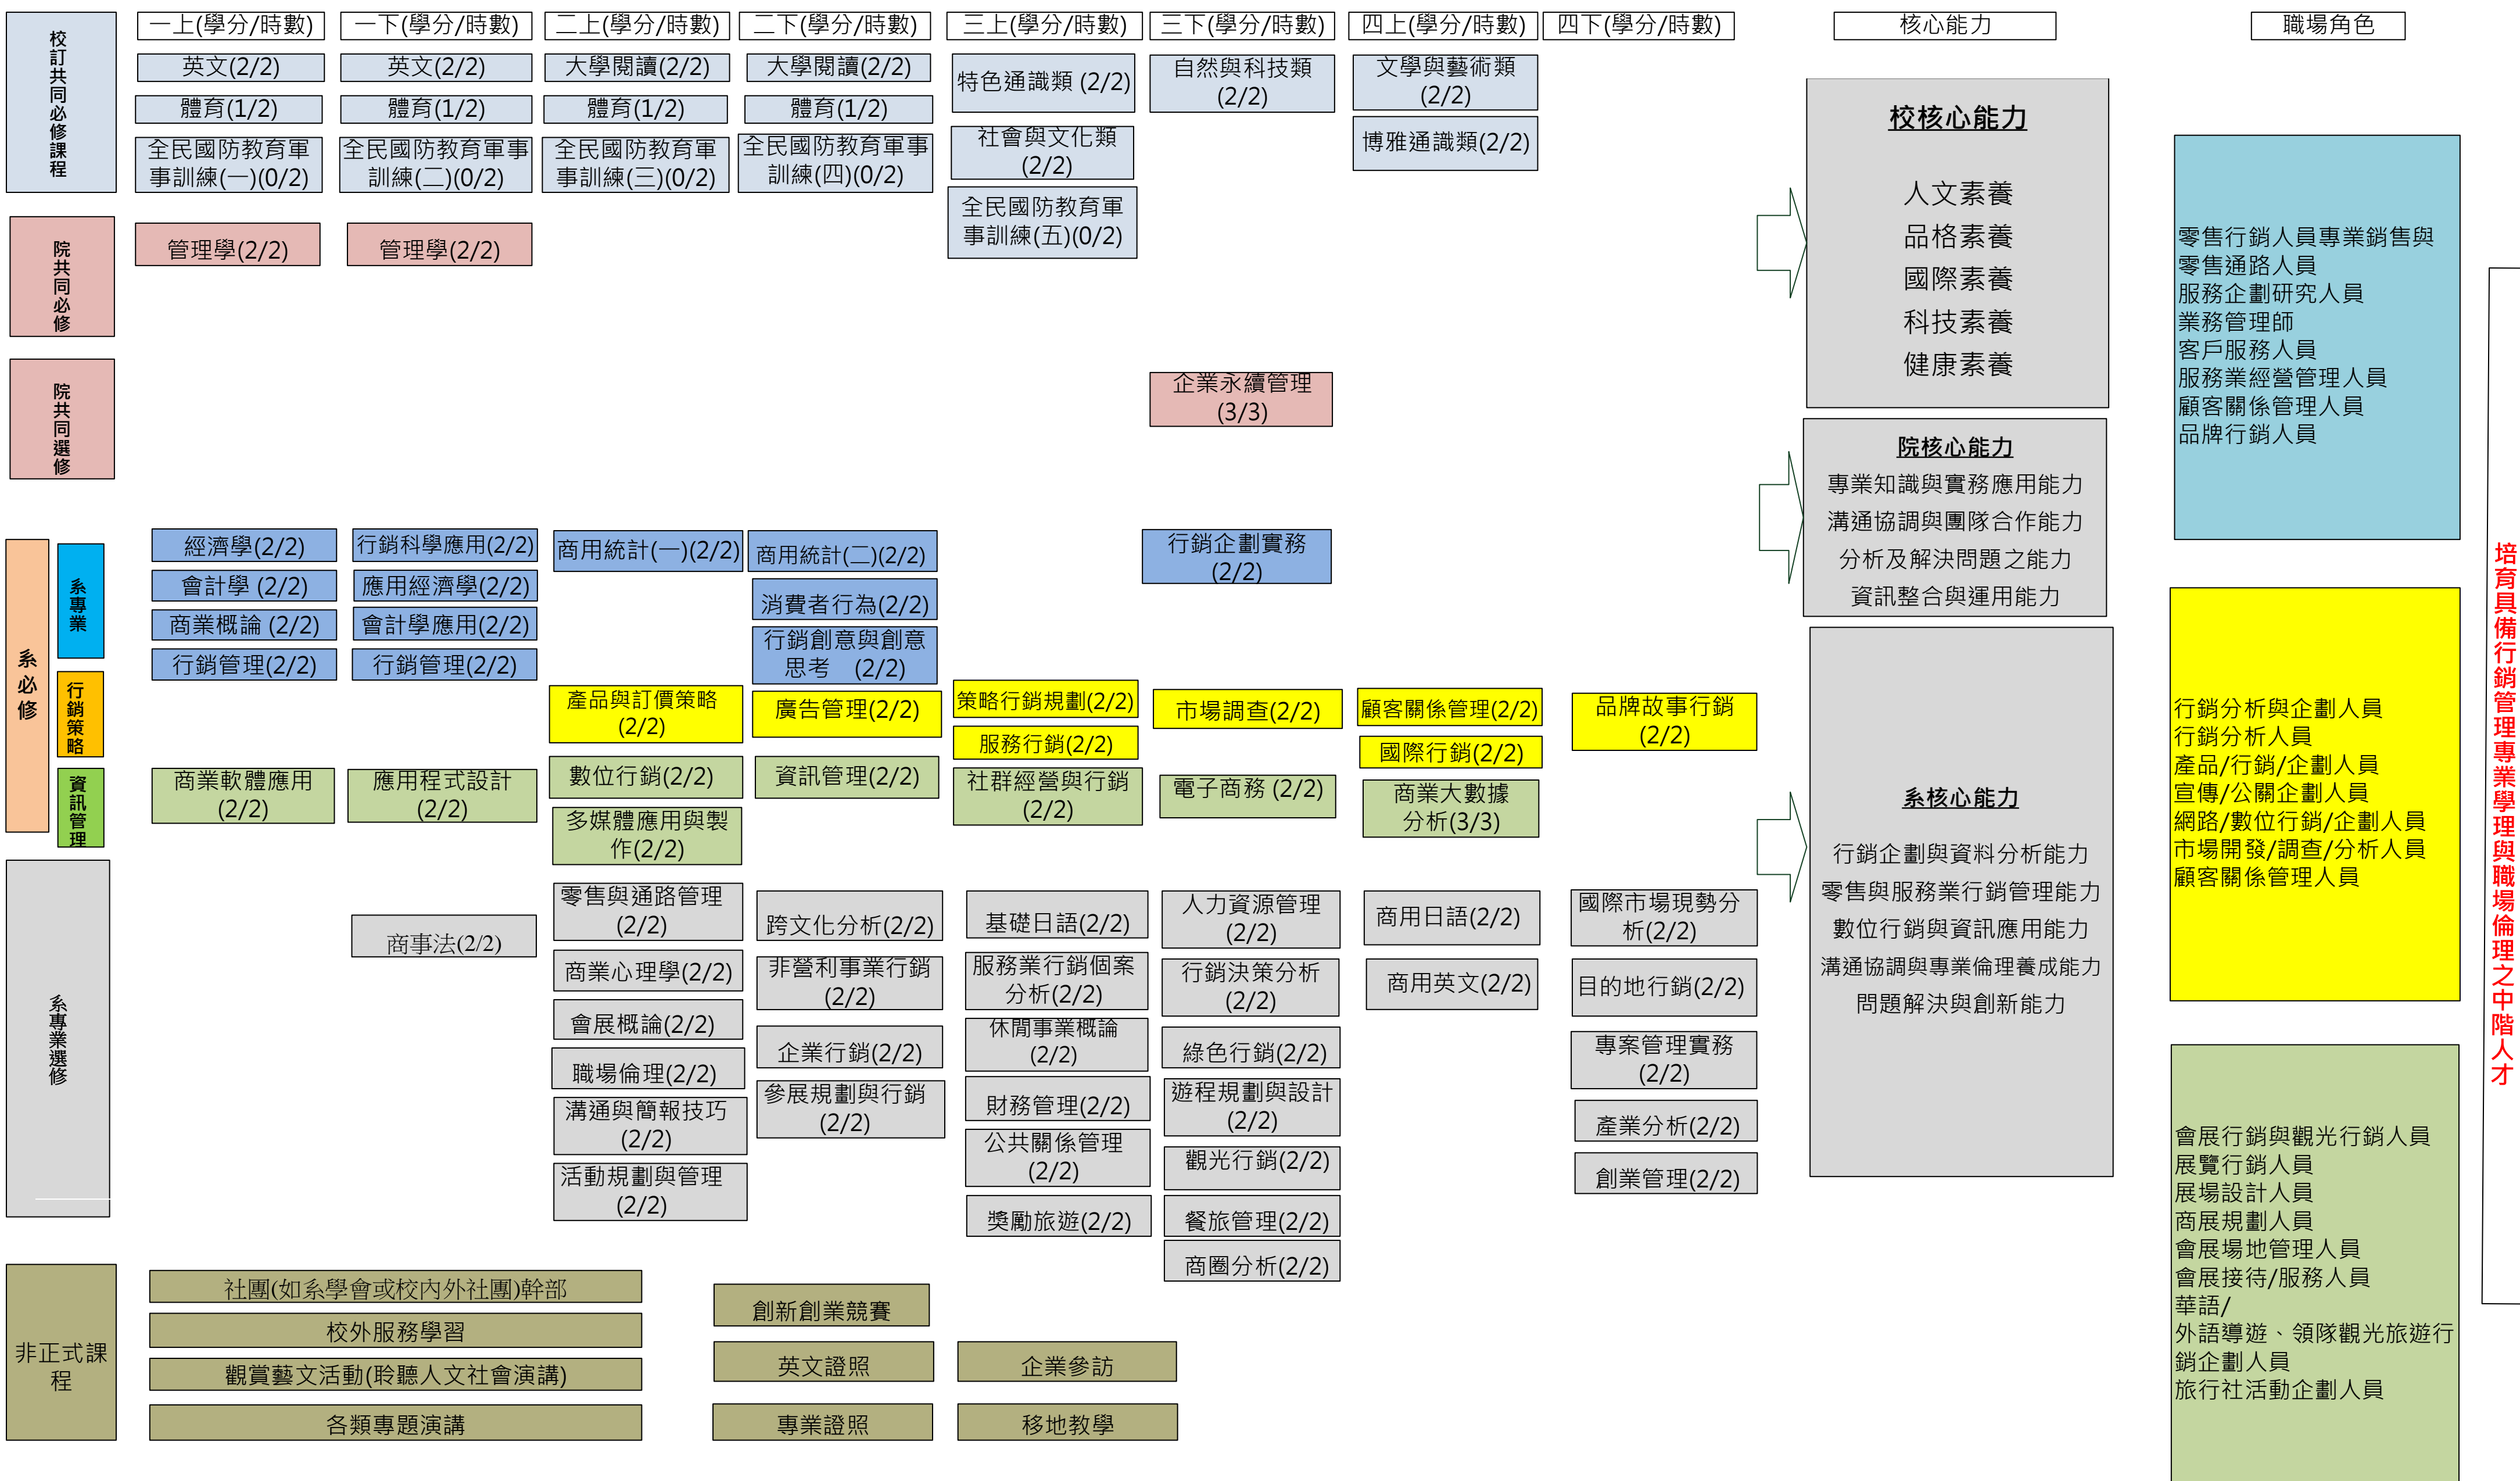 一上(學分/時數)
一下(學分/時數)
二上(學分/時數)
二下(學分/時數)
三上(學分/時數)
三下(學分/時數)
四上(學分/時數)
四下(學分/時數)
核心能力
職場角色
校訂共同必修課程
英文(2/2)
英文(2/2)
大學閱讀(2/2)
大學閱讀(2/2)
特色通識類 (2/2)
自然與科技類
(2/2)
文學與藝術類
(2/2)
體育(1/2)
體育(1/2)
體育(1/2)
體育(1/2)
社會與文化類
(2/2)
博雅通識類(2/2)
全民國防教育軍
事訓練(一)(0/2)
全民國防教育軍事
訓練(二)(0/2)
全民國防教育軍
事訓練(三)(0/2)
全民國防教育軍事
訓練(四)(0/2)
全民國防教育軍
事訓練(五)(0/2)
院共同必修
管理學(2/2)
管理學(2/2)
院共同選修
企業永續管理
(3/3)
系必修
系專業
經濟學(2/2)
行銷科學應用(2/2)
商用統計(一)(2/2)
商用統計(二)(2/2)
行銷企劃實務
(2/2)
會計學 (2/2)
應用經濟學(2/2)
消費者行為(2/2)
商業概論 (2/2)
會計學應用(2/2)
行銷創意與創意
思考 (2/2)
行銷管理(2/2)
行銷管理(2/2)
行銷策略
產品與訂價策略
(2/2)
廣告管理(2/2)
策略行銷規劃(2/2)
市場調查(2/2)
顧客關係管理(2/2)
品牌故事行銷
(2/2)
服務行銷(2/2)
國際行銷(2/2)
資訊管理
商業軟體應用
(2/2)
應用程式設計
(2/2)
數位行銷(2/2)
資訊管理(2/2)
社群經營與行銷
(2/2)
電子商務 (2/2)
商業大數據
分析(3/3)
多媒體應用與製
作(2/2)
系專業選修
商事法(2/2)
零售與通路管理
(2/2)
商業心理學(2/2)
會展概論(2/2)
職場倫理(2/2)
溝通與簡報技巧
(2/2)
活動規劃與管理
(2/2)
跨文化分析(2/2)
非營利事業行銷
(2/2)
企業行銷(2/2)
參展規劃與行銷
(2/2)
基礎日語(2/2)
服務業行銷個案
分析(2/2)
休閒事業概論
(2/2)
財務管理(2/2)
公共關係管理
(2/2)
獎勵旅遊(2/2)
人力資源管理
(2/2)
行銷決策分析
(2/2)
綠色行銷(2/2)
遊程規劃與設計
(2/2)
觀光行銷(2/2)
餐旅管理(2/2)
商圈分析(2/2)
商用日語(2/2)
商用英文(2/2)
國際市場現勢分
析(2/2)
目的地行銷(2/2)
專案管理實務
(2/2)
產業分析(2/2)
創業管理(2/2)
非正式課
程
社團(如系學會或校內外社團)幹部
校外服務學習
觀賞藝文活動(聆聽人文社會演講)
各類專題演講
創新創業競賽
英文證照
專業證照
企業參訪
移地教學
校核心能力
人文素養
品格素養
國際素養
科技素養
健康素養
院核心能力
專業知識與實務應用能力
溝通協調與團隊合作能力
分析及解決問題之能力
資訊整合與運用能力
系核心能力
行銷企劃與資料分析能力
零售與服務業行銷管理能力
數位行銷與資訊應用能力
溝通協調與專業倫理養成能力
問題解決與創新能力
零售行銷人員專業銷售與
零售通路人員
服務企劃研究人員
業務管理師
客戶服務人員
服務業經營管理人員
顧客關係管理人員
品牌行銷人員
行銷分析與企劃人員
行銷分析人員
產品/行銷/企劃人員
宣傳/公關企劃人員
網路/數位行銷/企劃人員
市場開發/調查/分析人員
顧客關係管理人員
會展行銷與觀光行銷人員
展覽行銷人員
展場設計人員
商展規劃人員
會展場地管理人員
會展接待/服務人員
華語/
外語導遊、領隊觀光旅遊行
銷企劃人員
旅行社活動企劃人員
培育具備行銷管理專業學理與職場倫理之中階人才